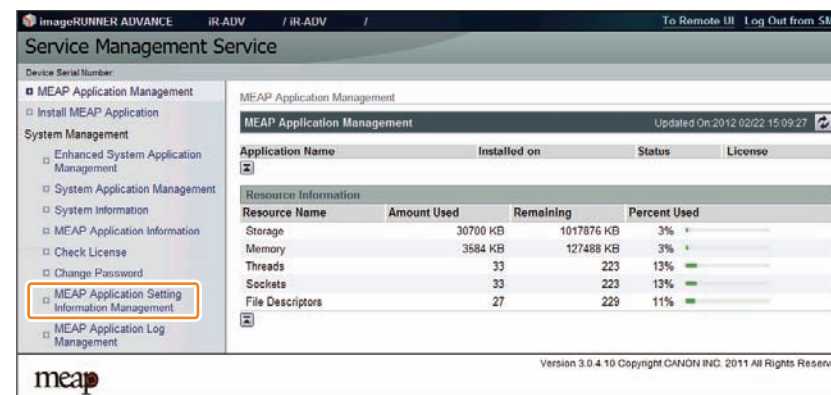 imageRUNNER ADVANCE iR-ADV / iR-ADV / To Remote UI Log Out from
Service Management Service
Device Serial Number:
MEAP Application Management
Install MEAP Application
System Management
Enhanced System Application
Management
System Application Management
System Information
MEAP Application Information
Check License
Change Password
MEAP Application Setting
Information Management
MEAP Application Log
Management
MEAP Application Management
MEAP Application Management Updated On:2012 02/22 15:09:27
Application Name Installed on Status License
Resource Information
Resource Name Amount Used Remaining Percent Used
Storage 30700 KB 1017876 KB 3%
Memory 3584 KB 127488 KB 3%
Threads 33 223 13%
Sockets 33 223 13%
File Descriptors 27 229 11%
Version 3.0.4.10 Copyright CANON INC. 2011 All Rights Reserv
meap